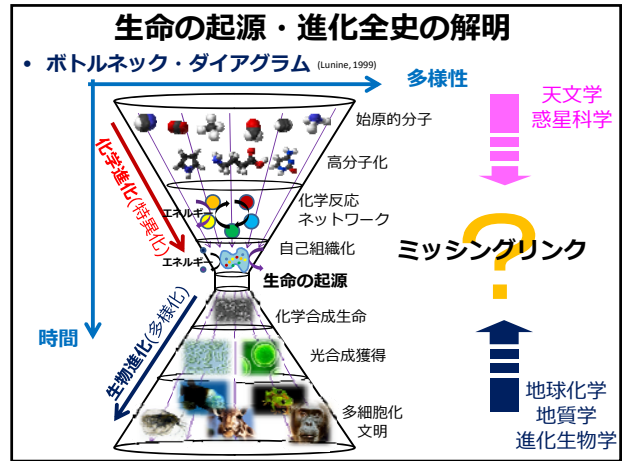 生命の起源・進化全史の解明
• ボトルネック・ダイアグラム (Lunine, 1999)
多様性
始原的分子
高分子化
化学進化(特異化)
エネルギー
化学反応
ネットワーク
自己組織化
エネルギー
生命の起源
時間
生物進化(多様化)
化学合成生命
光合成獲得
多細胞化
文明
天文学
惑星科学
?
ミッシングリンク
地球化学
地質学
進化生物学